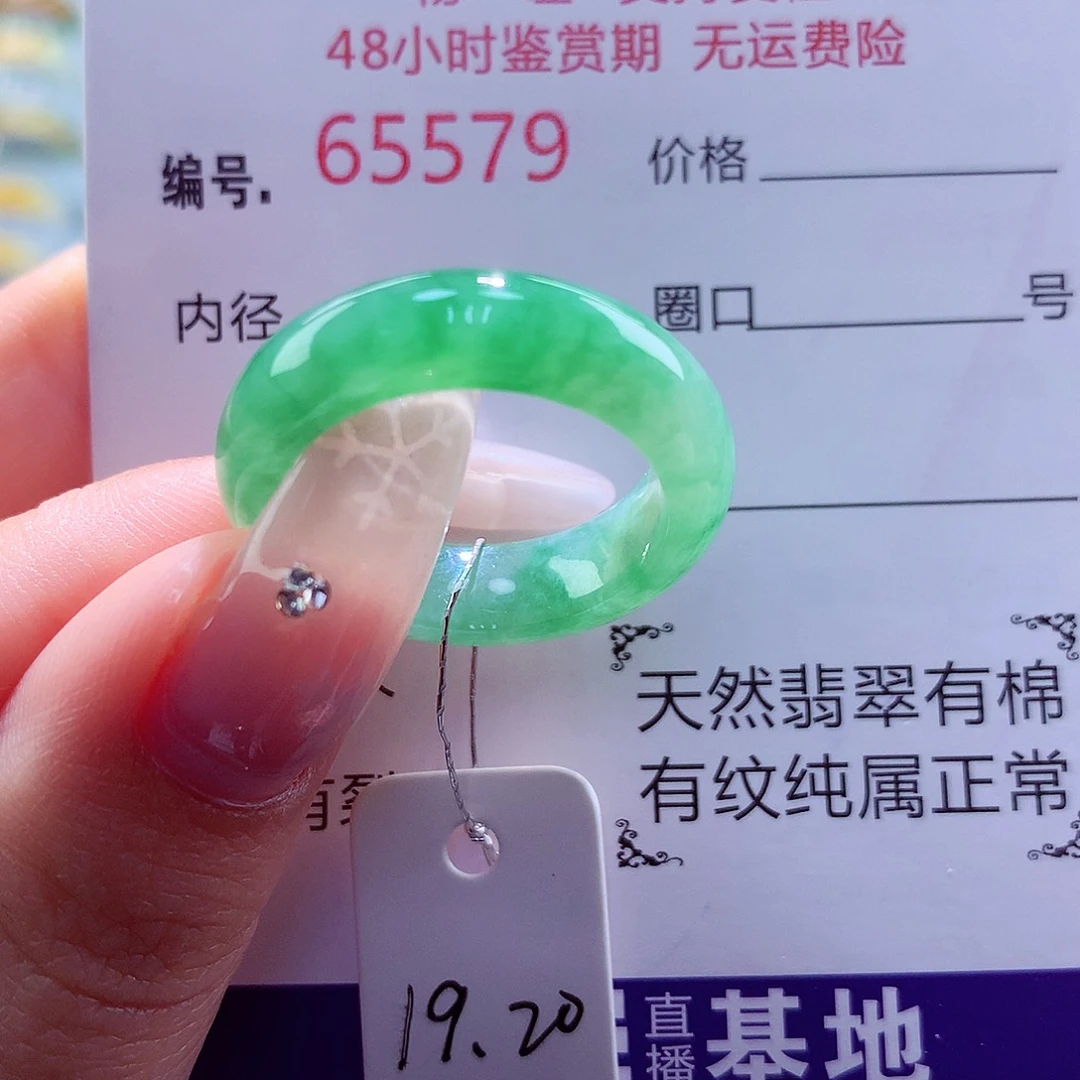 48小时鉴赏期 无运费险
编号. 65579 价格
内径 圈口 号
天然翡翠有棉
有纹纯属正常
有裂
19.20
直播 基地